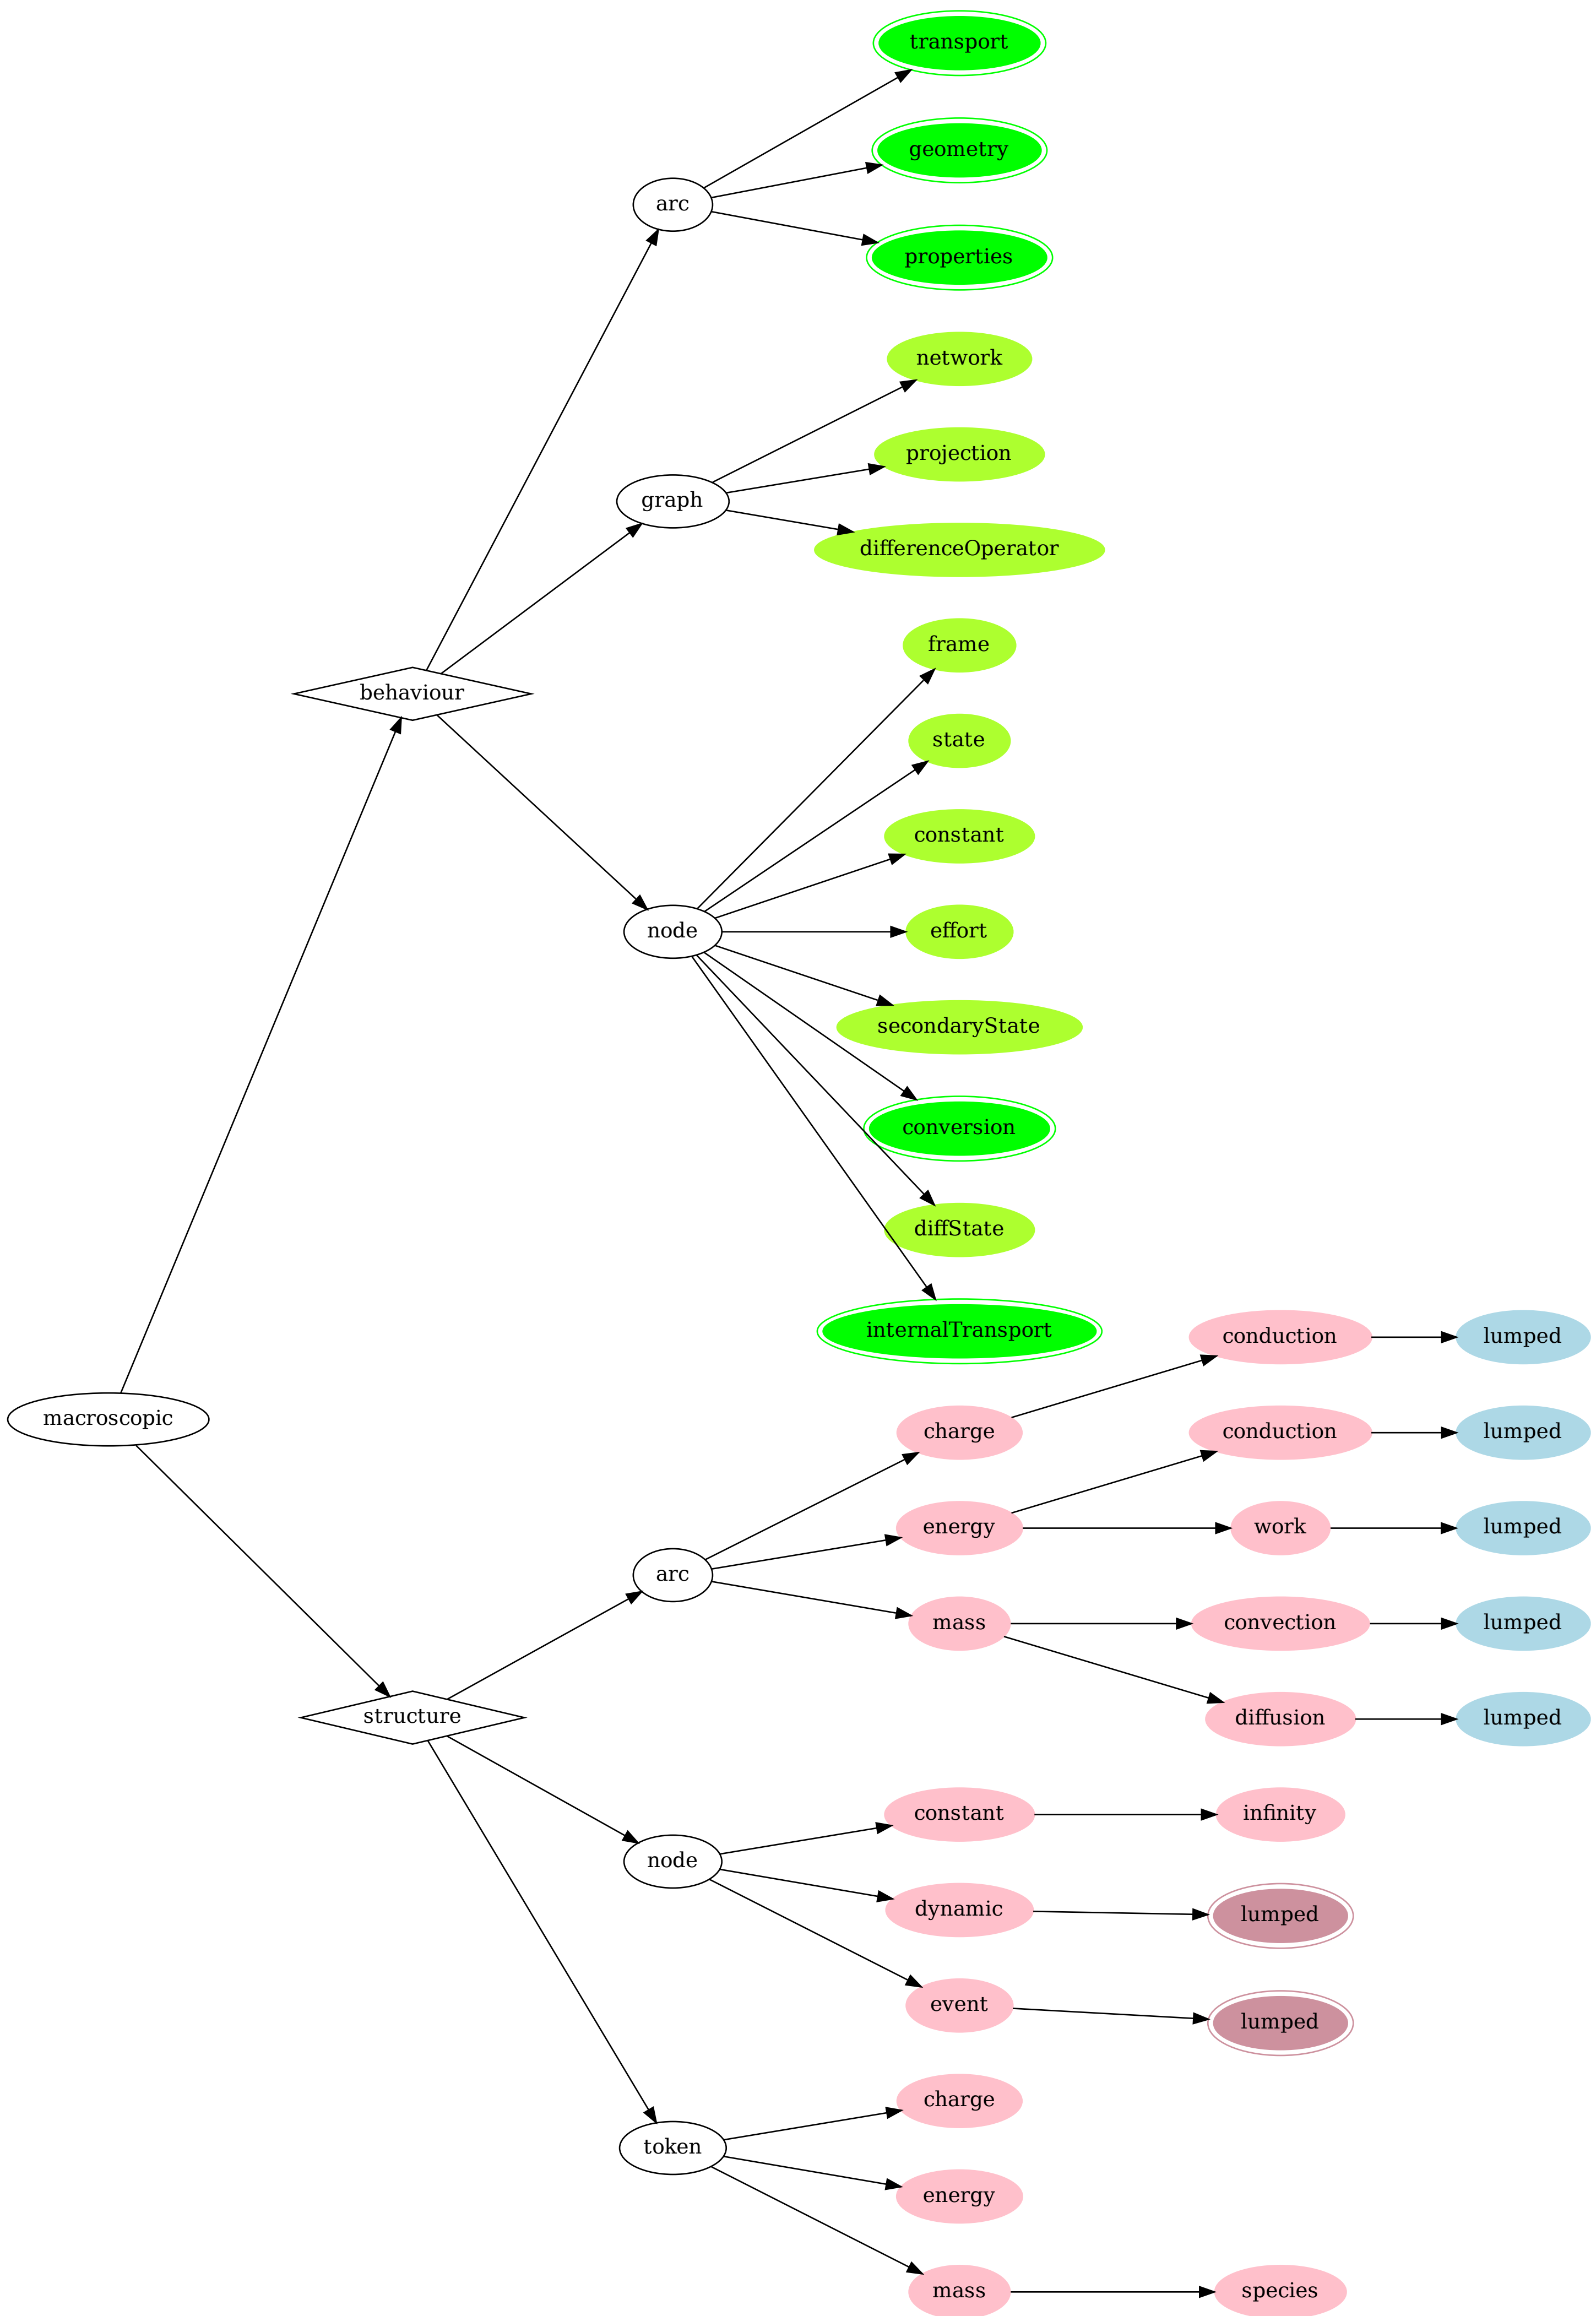 transport
geometry
arc
properties
network
projection
graph
differenceOperator
frame
behaviour
state
constant
node
effort
secondaryState
conversion
diffState
internalTransport
conduction
lumped
macroscopic
charge
conduction
lumped
energy
work
lumped
arc
mass
convection
lumped
structure
diffusion
lumped
constant
infinity
node
dynamic
lumped
event
lumped
charge
token
energy
mass
species